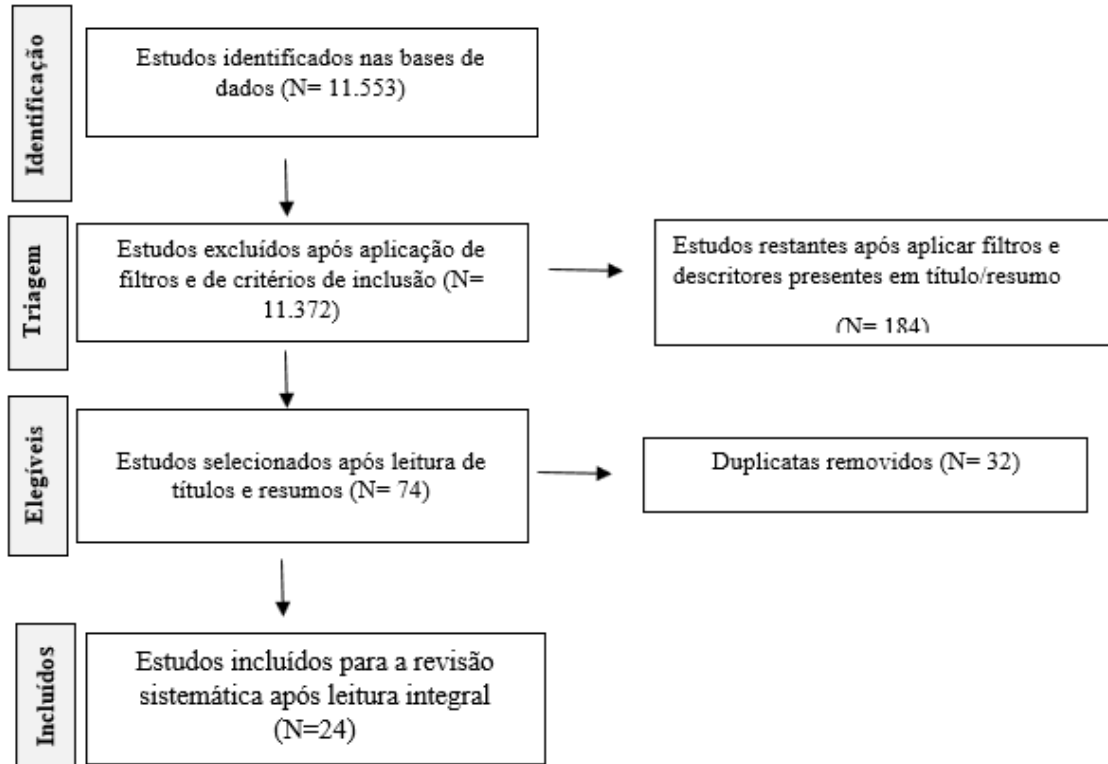 Identificação
Estudos identificados nas bases de
dados (N= 11.553)
Triagem
Estudos excluídos após aplicação de
filtros e de critérios de inclusão (N=
11.372)
Estudos restantes após aplicar filtros e
descritores presentes em título/resumo
(N= 184)
Elegíveis
Estudos selecionados após leitura de
títulos e resumos (N= 74)
Duplicatas removidos (N= 32)
Incluídos
Estudos incluídos para a revisão
sistemática após leitura integral
(N=24)